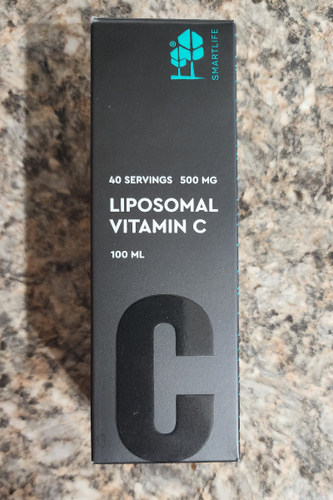 ®
SMARTLIFE
40 SERVINGS 500 MG
LIPOSOMAL
VITAMIN C
100 ML
C